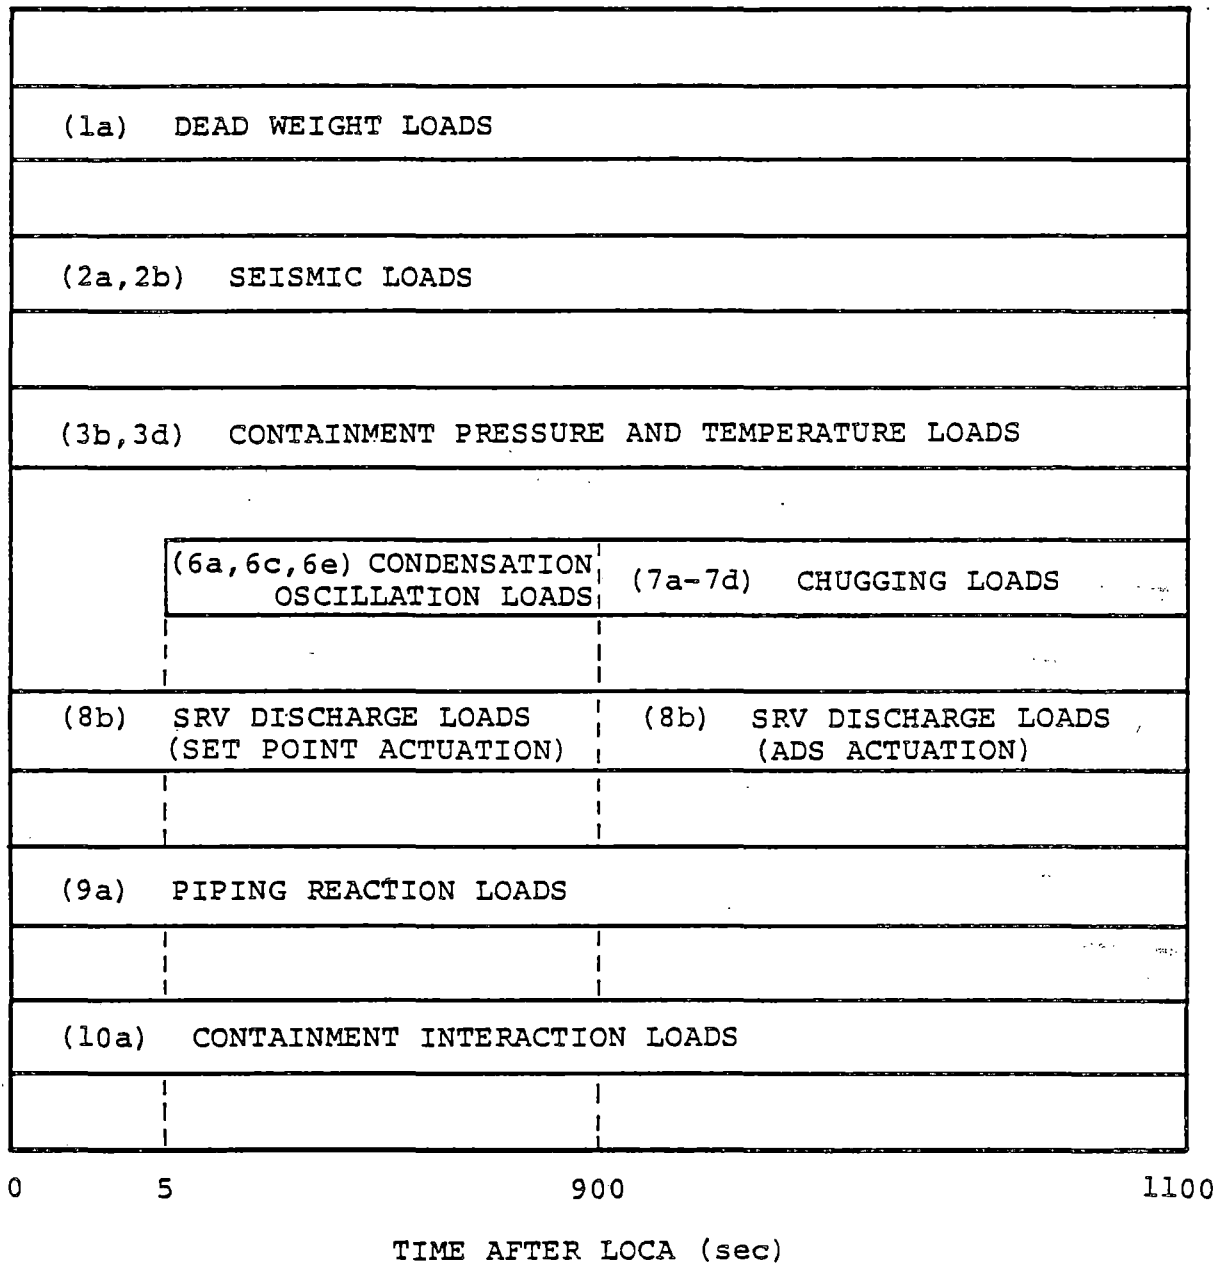 (1a) DEAD WEIGHT LOADS
(2a,2b) SEISMIC LOADS
(3b,3d) CONTAINMENT PRESSURE AND TEMPERATURE LOADS
(6a,6c,6e) CONDENSATION
OSCILLATION LOADS
(7a-7d) CHUGGING LOADS
(8b) SRV DISCHARGE LOADS
(SET POINT ACTUATION)
(8b) SRV DISCHARGE LOADS
(ADS ACTUATION)
(9a) PIPING REACTION LOADS
(10a) CONTAINMENT INTERACTION LOADS
0 5 900 1100
TIME AFTER LOCA (sec)